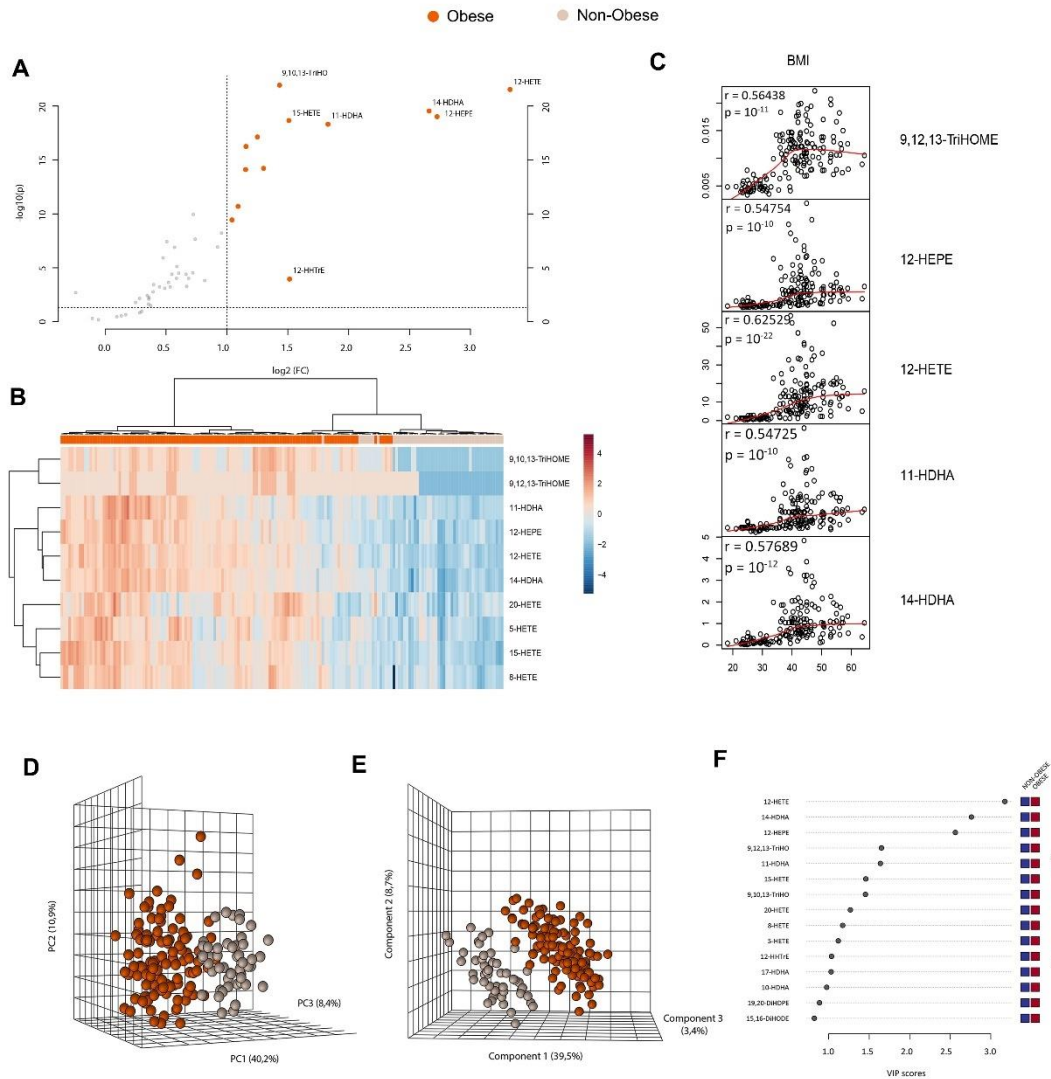 Obese Non-Obese
A
9,10,13-TriHO
12-HETE
14-HDHA
15-HETE
11-HDHA
12-HEPE
12-HHTrE
-log10(p)
20
15
10
5
0
20
15
10
5
0
0.0 0.5 1.0 1.5 2.0 2.5 3.0
log2 (FC)
B
9,10,13-TriHOME
9,12,13-TriHOME
11-HDHA
12-HEPE
12-HETE
14-HDHA
20-HETE
5-HETE
15-HETE
8-HETE
4
2
0
-2
-4
C
BMI
r = 0.56438
p = 10-11
0.015
0.005
9,12,13-TriHOME
r = 0.54754
p = 10-10
12-HEPE
r = 0.62529
p = 10-22
50
30
10
0
12-HETE
r = 0.54725
p = 10-10
11-HDHA
r = 0.57689
p = 10-12
5
4
3
2
1
0
14-HDHA
20 30 40 50 60
D
PC2 (10,9%)
PC3 (8,4%)
PC1 (40,2%)
E
Component 2 (8,7%)
Component 3
(3,4%)
Component 1 (39,5%)
F
NON-OBESE
OBESE
12-HETE
14-HDHA
12-HEPE
9,12,13-TriHO
11-HDHA
15-HETE
9,10,13-TriHO
20-HETE
8-HETE
12-HHTrE
17-HDHA
10-HDHA
19,20-DiHDPE
15,16-DiHODE
1.0 1.5 2.0 2.5 3.0
VIP scores